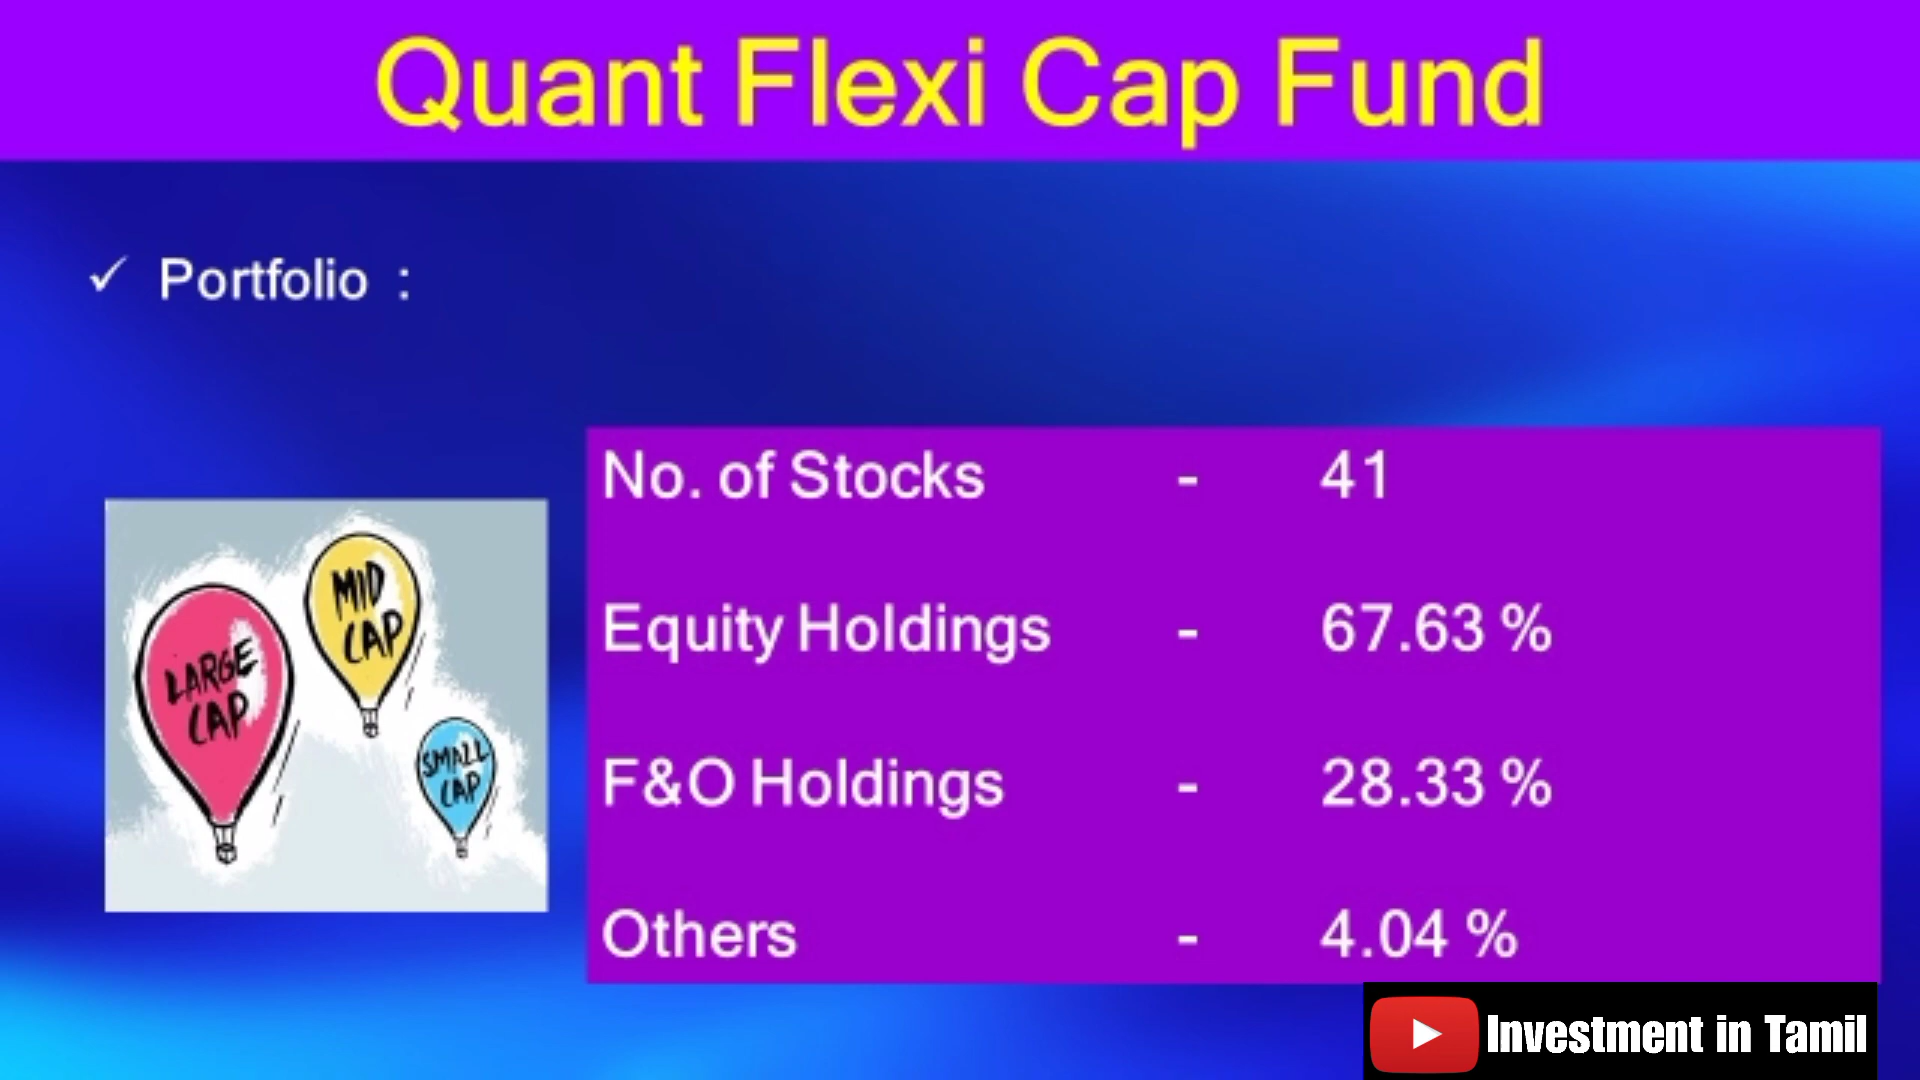 Quant Flexi Cap Fund
✓ Portfolio :
No. of Stocks - 41
Equity Holdings - 67.63 %
F&O Holdings - 28.33 %
Others - 4.04 %
LARGE
CAP
MID
CAP
SMALL
CAP
Investment in Tamil